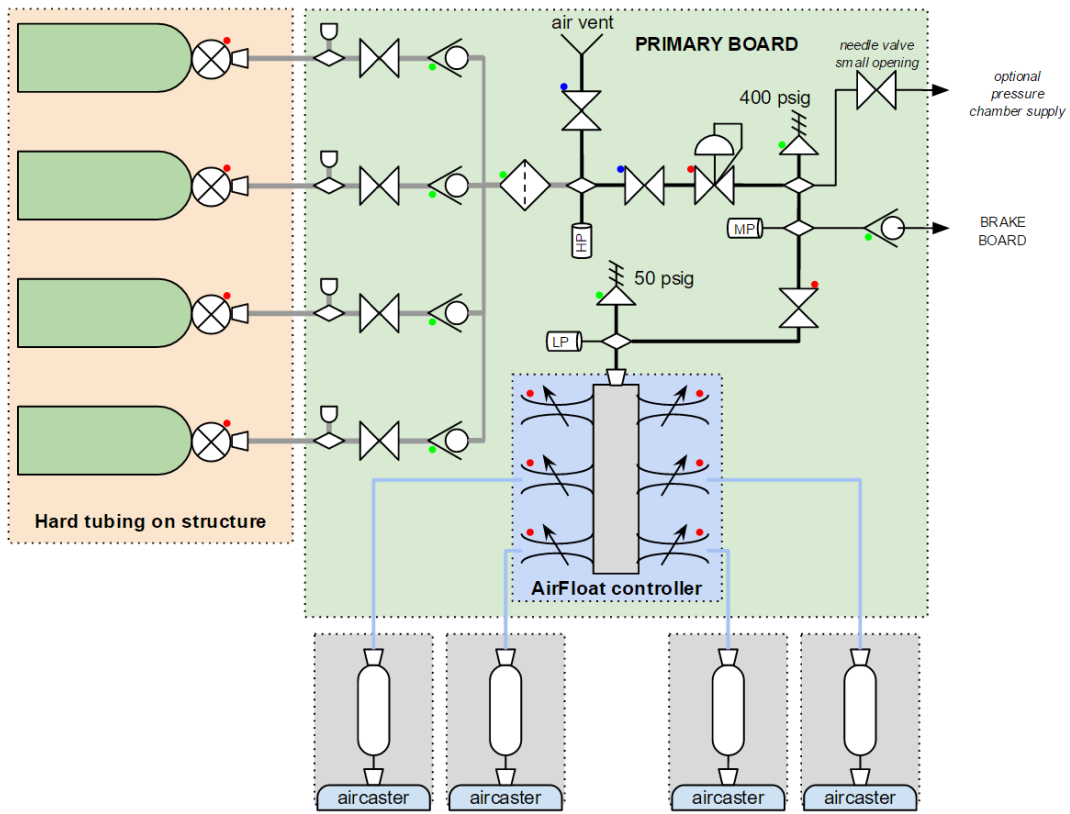 air vent
PRIMARY BOARD
needle valve
small opening
optional
pressure
chamber supply
400 psig
HP
MP
BRAKE
BOARD
50 psig
LP
Hard tubing on structure
AirFloat controller
aircaster
aircaster
aircaster
aircaster